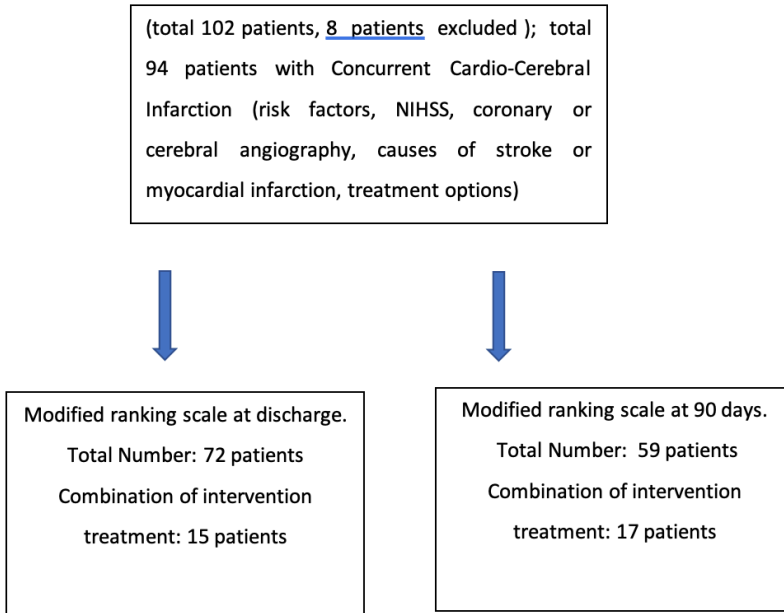 (total 102 patients, 8 patients excluded ); total
94 patients with Concurrent Cardio-Cerebral
Infarction (risk factors, NIHSS, coronary or
cerebral angiography, causes of stroke or
myocardial infarction, treatment options)
Modified ranking scale at discharge.
Total Number: 72 patients
Combination of intervention
treatment: 15 patients
Modified ranking scale at 90 days.
Total Number: 59 patients
Combination of intervention
treatment: 17 patients